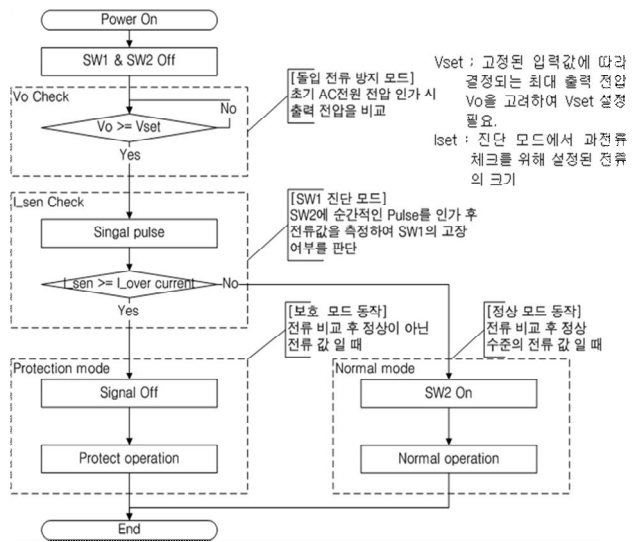 Power On
SW1 & SW2 Off
Vo Check
No
Vo >= Vset
Yes
[돌입 전류 방지 모드]
초기 AC전원 전압 인가 시
출력 전압을 비교
Vset : 고정된 입력값에 따라
결정되는 최대 출력 전압
Vo을 고려하여 Vset 설정
필요.
Iset : 진단 모드에서 과전류
체크를 위해 설정된 전류
의 크기
I_sen Check
Singal pulse
I_sen >= I_over current
No
Yes
[SW1 진단 모드]
SW2에 순간적인 Pulse를 인가 후
전류값을 측정하여 SW1의 고장
여부를 판단
[보호 모드 동작]
전류 비교 후 정상이 아닌
전류 값 일 때
[정상 모드 동작]
전류 비교 후 정상
수준의 전류 값 일 때
Protection mode
Signal Off
Protect operation
Normal mode
SW2 On
Normal operation
End